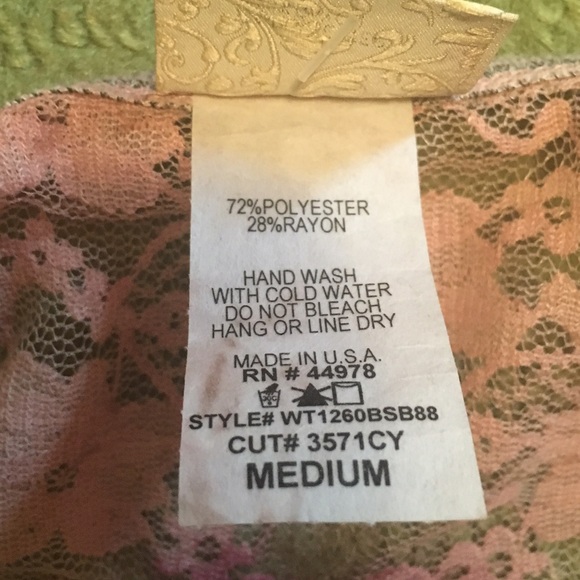 72%POLYESTER
28%RAYON
HAND WASH
WITH COLD WATER
DO NOT BLEACH
HANG OR LINE DRY
MADE IN U.S.A.
RN # 44978
STYLE# WT1260BSB88
CUT# 3571CY
MEDIUM